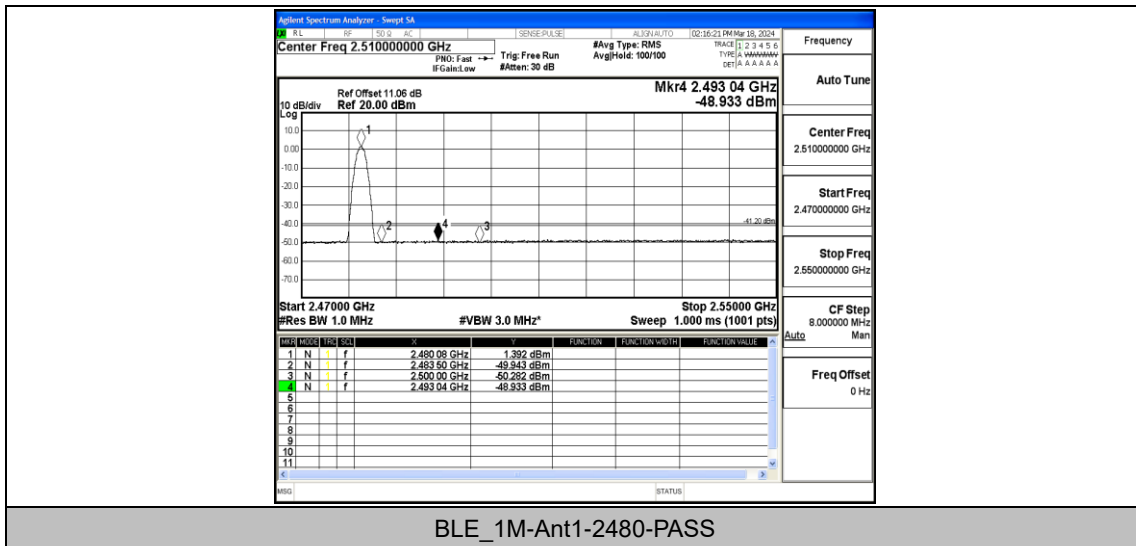 Agilent Spectrum Analyzer - Swept SA
RL RF 50 Ω AC SENSE:PULSE ALIGNAUTO 02:16:21 PM Mar 18, 2024
Center Freq 2.510000000 GHz
PNO: Fast
IFGain:Low
Trig: Free Run
#Atten: 30 dB
#Avg Type: RMS
Avg|Hold: 100/100
TRACE 1 2 3 4 5 6
TYPE A WWWWW
DET A A A A A A
Frequency
Mkr4 2.493 04 GHz
-48.933 dBm
Ref Offset 11.06 dB
10 dB/div Ref 20.00 dBm
Log
10.0
0.00
-10.0
-20.0
-30.0
-40.0
-50.0
-60.0
-70.0
1
2
4
3
-41.20 dBm
Start 2.47000 GHz Stop 2.55000 GHz
#Res BW 1.0 MHz #VBW 3.0 MHz* Sweep 1.000 ms (1001 pts)
MKR MODE TRC SCL X Y FUNCTION FUNCTION WIDTH FUNCTION VALUE
1 N 1 f 2.480 08 GHz 1.392 dBm
2 N 1 f 2.483 50 GHz -49.943 dBm
3 N 1 f 2.500 00 GHz -50.282 dBm
4 N 1 f 2.493 04 GHz -48.933 dBm
5
6
7
8
9
10
11
MSG STATUS
Auto Tune
Center Freq
2.510000000 GHz
Start Freq
2.470000000 GHz
Stop Freq
2.550000000 GHz
CF Step
8.000000 MHz
Auto Man
Freq Offset
0 Hz
BLE_1M-Ant1-2480-PASS